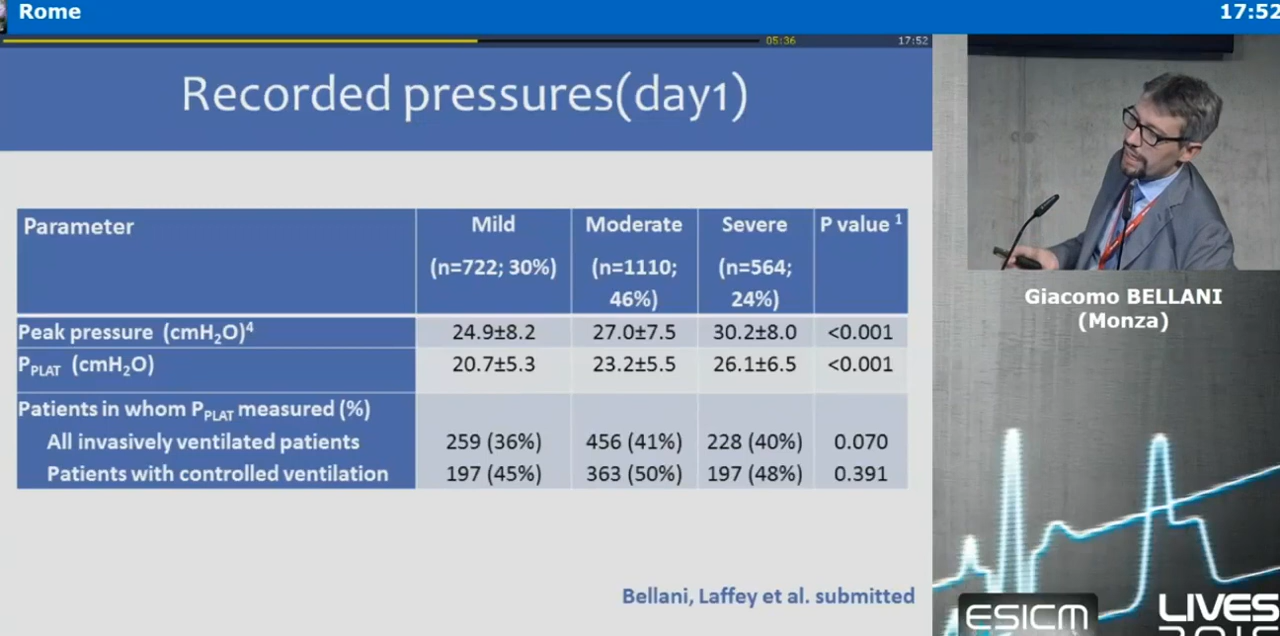 Rome
17:52
05:36
17:52
Recorded pressures(day1)
Parameter Mild (n=722; 30%) Moderate (n=1110; 46%) Severe (n=564; 24%) P value 1
Peak pressure (cmH2O)4 24.9±8.2 27.0±7.5 30.2±8.0 <0.001
PPLAT (cmH2O) 20.7±5.3 23.2±5.5 26.1±6.5 <0.001
Patients in whom PPLAT measured (%)
All invasively ventilated patients 259 (36%) 456 (41%) 228 (40%) 0.070
Patients with controlled ventilation 197 (45%) 363 (50%) 197 (48%) 0.391
Bellani, Laffey et al. submitted
Giacomo BELLANI
(Monza)
ESICM
LIVES